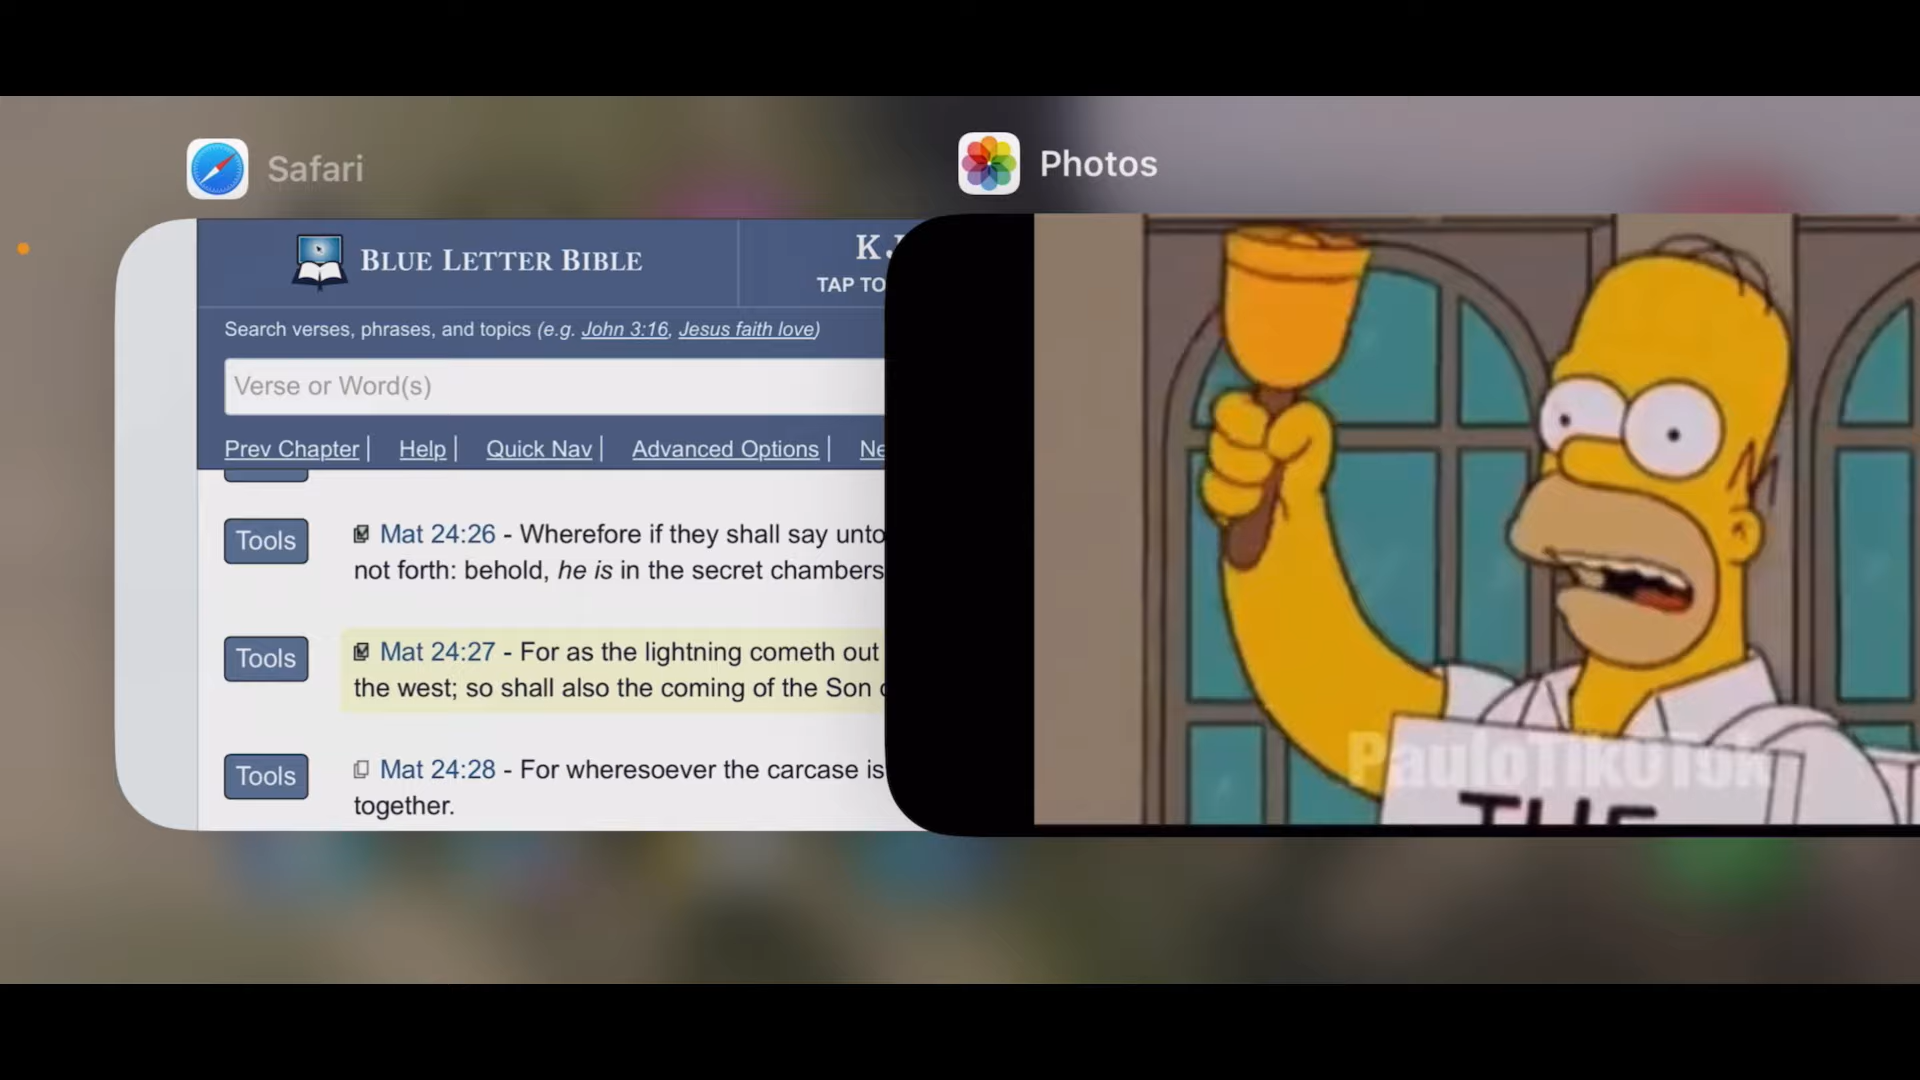 Safari
Photos
BLUE LETTER BIBLE
TAP TO
Search verses, phrases, and topics (e.g. John 3:16, Jesus faith love)
Verse or Word(s)
Prev Chapter| Help| Quick Nav| Advanced Options|
Tools
Mat 24:26 - Wherefore if they shall say unto
not forth: behold, he is in the secret chambers
Tools
Mat 24:27 - For as the lightning cometh out
the west; so shall also the coming of the Son
Tools
Mat 24:28 - For wheresoever the carcase is
together.
PauloTikUTok
THE